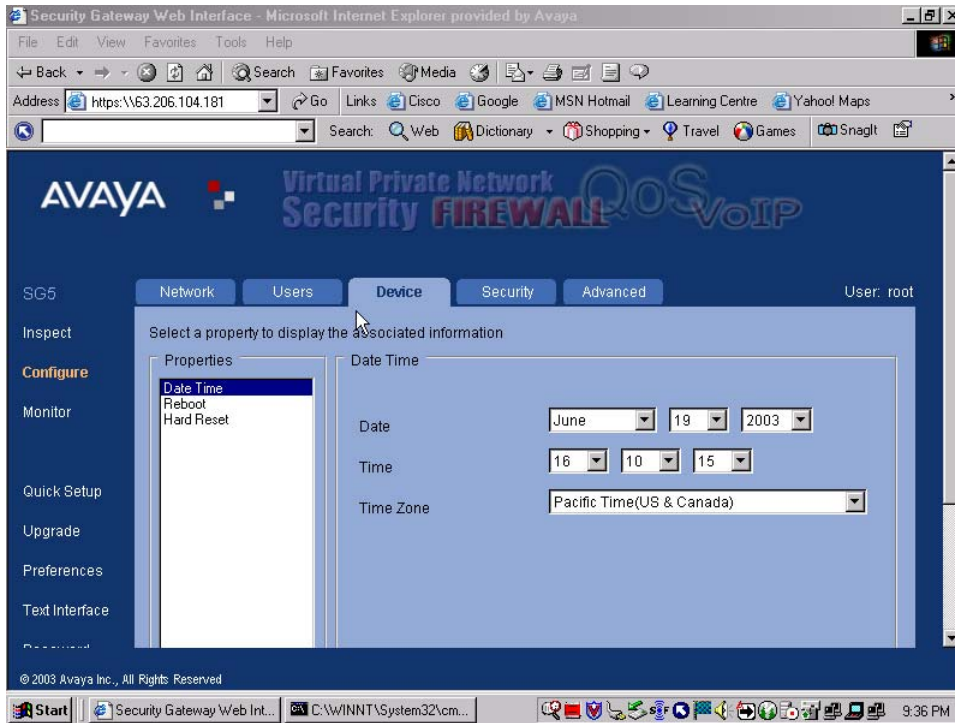 Security Gateway Web Interface - Microsoft Internet Explorer provided by Avaya
File Edit View Favorites Tools Help
Back Search Favorites Media
Address https:\\63.206.104.181 Go Links Cisco Google MSN Hotmail Learning Centre Yahoo! Maps
Search: Web Dictionary Shopping Travel Games SnagIt
AVAYA
Virtual Private Network
Security FIREWALL QoS VoIP
SG5 Network Users Device Security Advanced User: root
Inspect
Configure
Monitor
Quick Setup
Upgrade
Preferences
Text Interface
Select a property to display the associated information
Properties
Date Time
Reboot
Hard Reset
Date Time
Date June 19 2003
Time 16 10 15
Time Zone Pacific Time(US & Canada)
© 2003 Avaya Inc., All Rights Reserved
Start Security Gateway Web Int... C:\WINNT\System32\cm... 9:36 PM